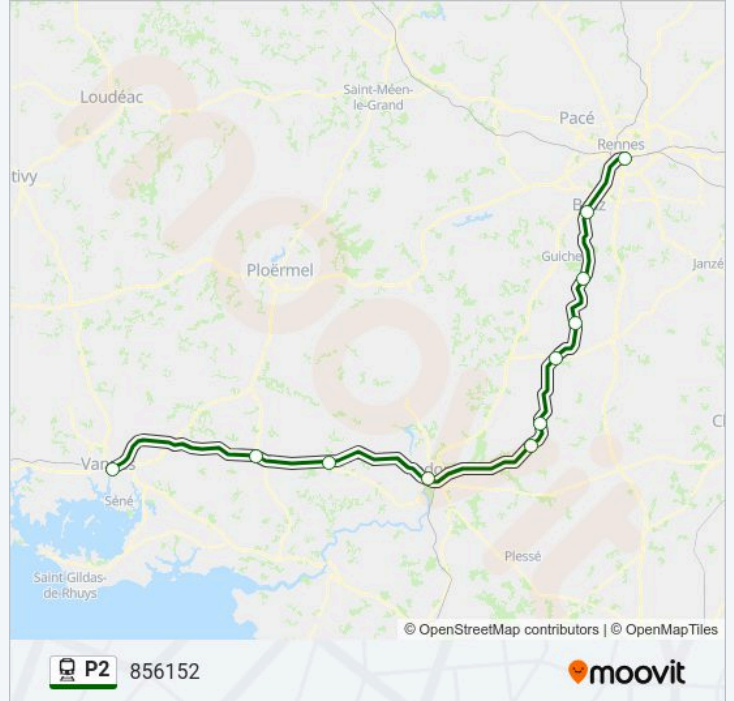 Loudéac
Saint-Méen-
le-Grand
Pacé
Rennes
tivy
Guiche
Janzé
Ploërmel
Séné
Plessé
Saint-Gildas-
de-Rhuys
© OpenStreetMap contributors | © OpenMapTiles
P2 856152
moovit